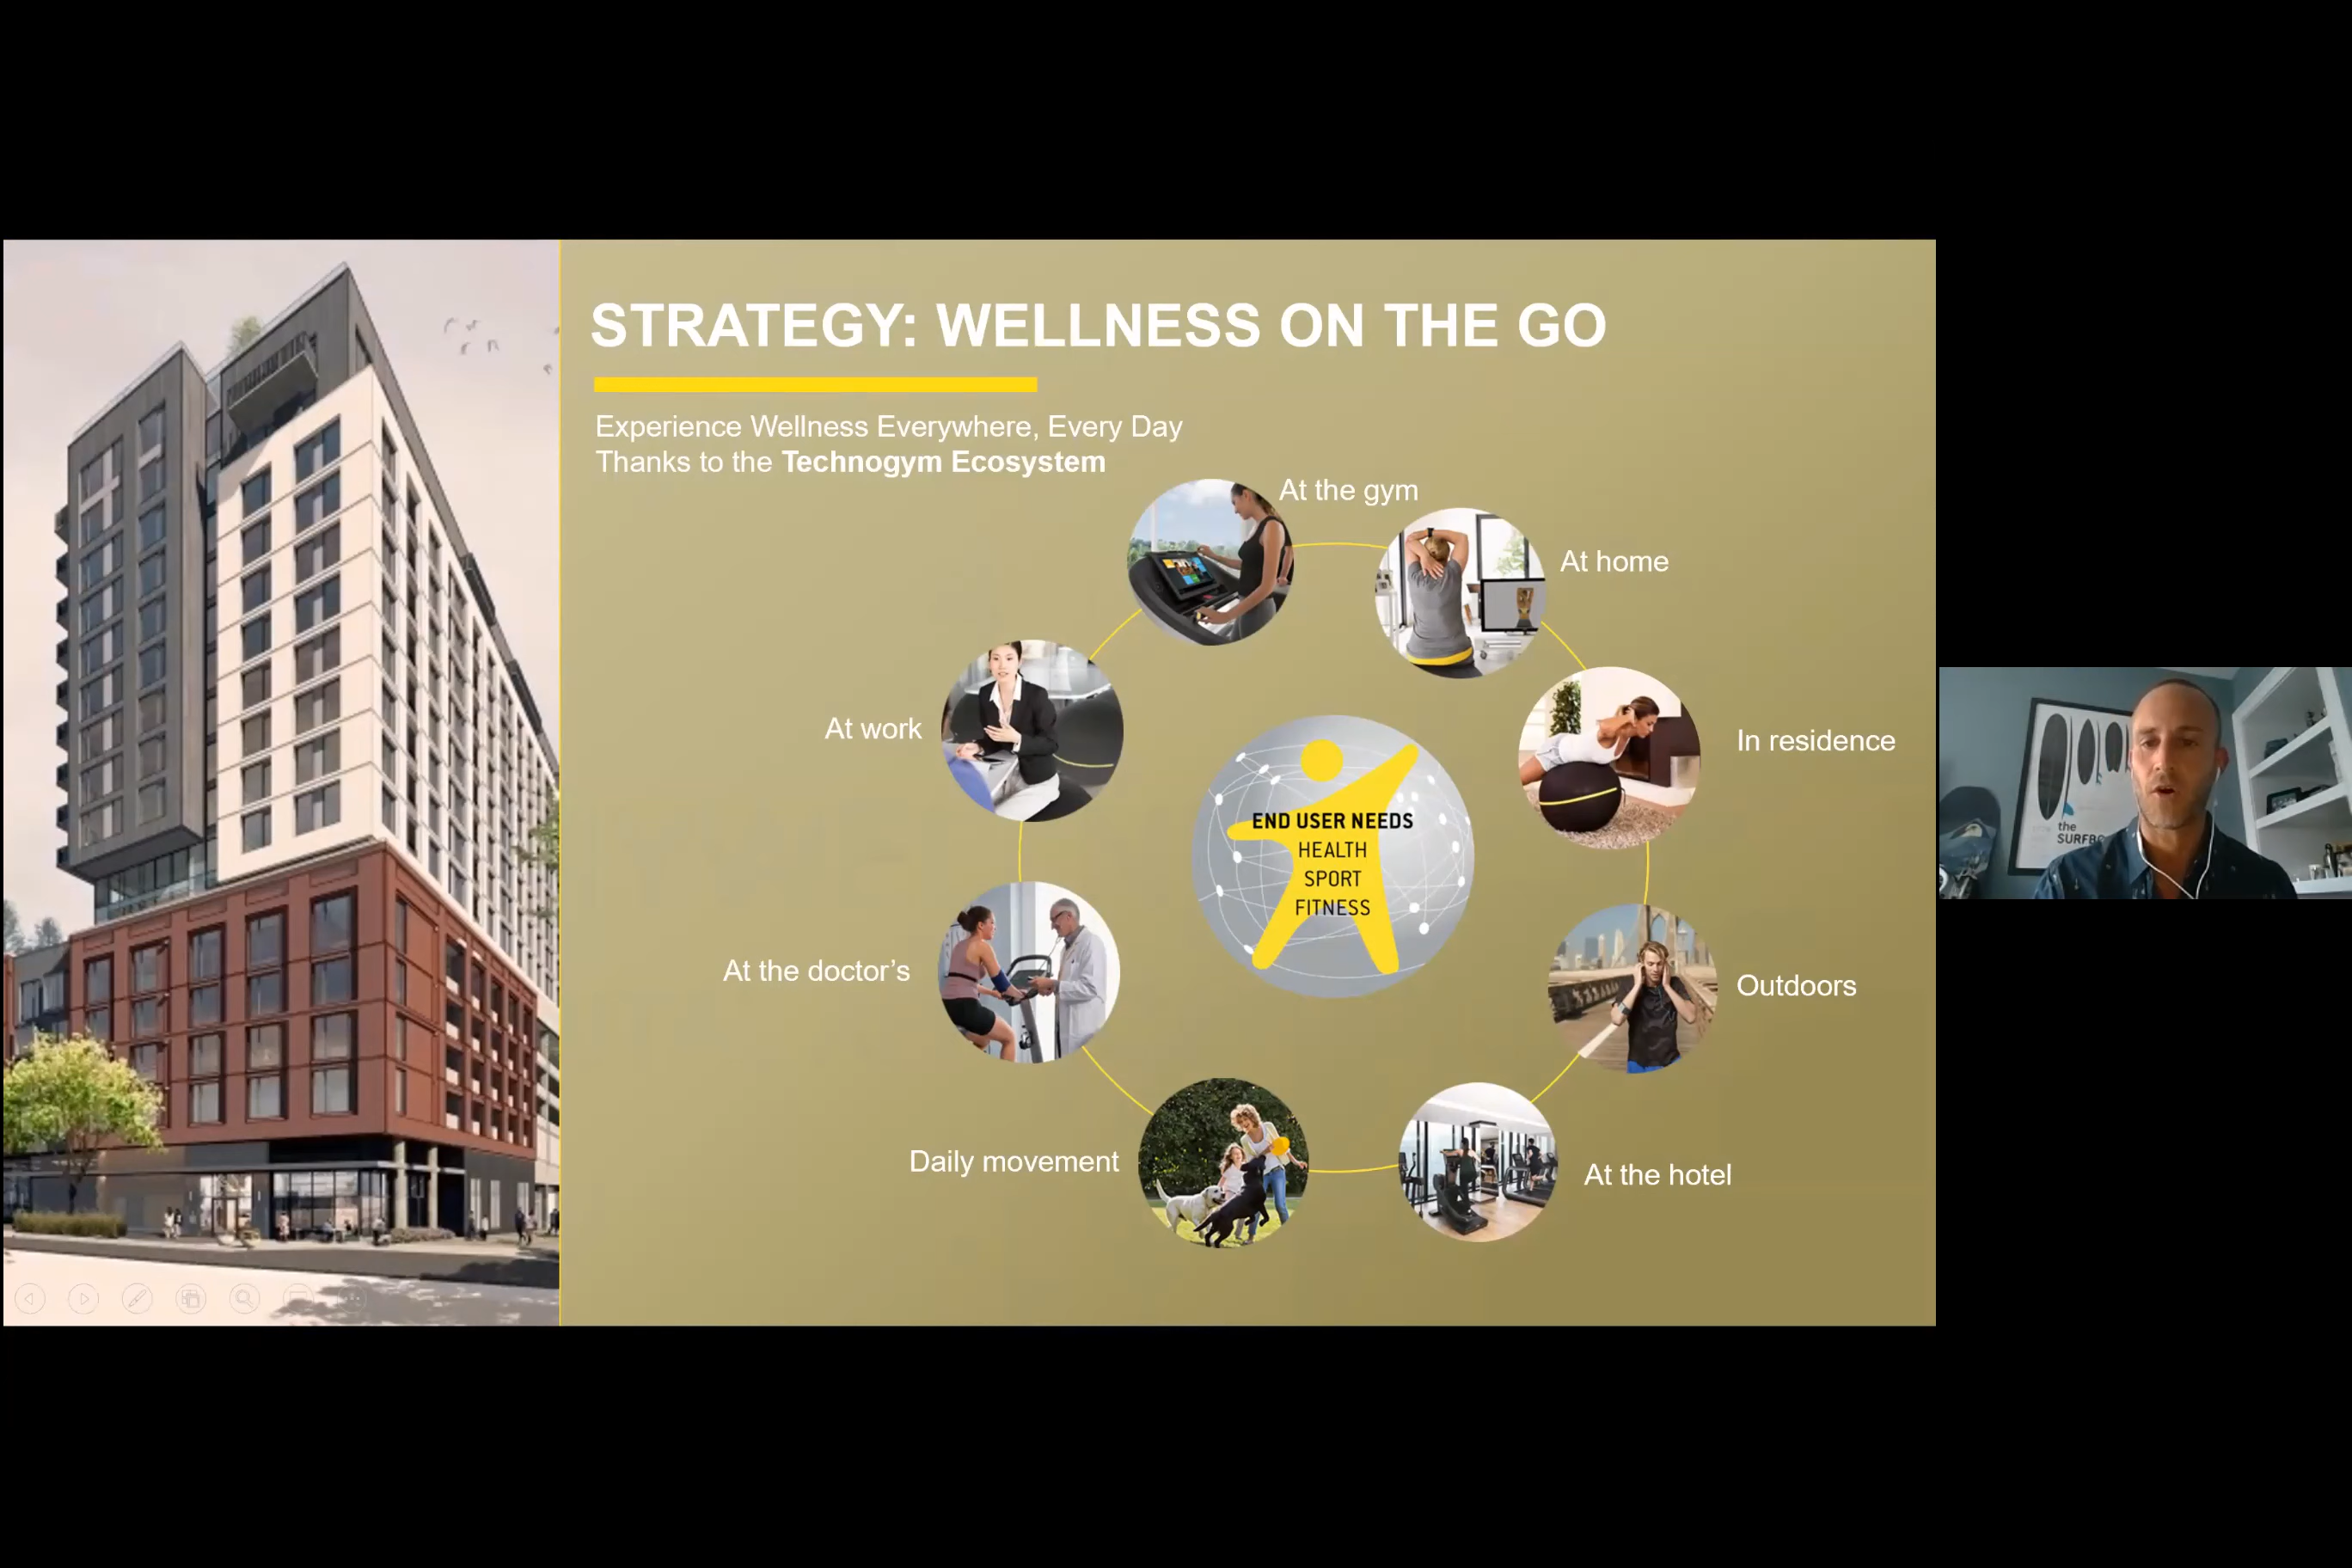 STRATEGY: WELLNESS ON THE GO
Experience Wellness Everywhere, Every Day
Thanks to the Technogym Ecosystem
At the gym
At home
In residence
Outdoors
At the hotel
Daily movement
At the doctor’s
At work
END USER NEEDS
HEALTH
SPORT
FITNESS
the